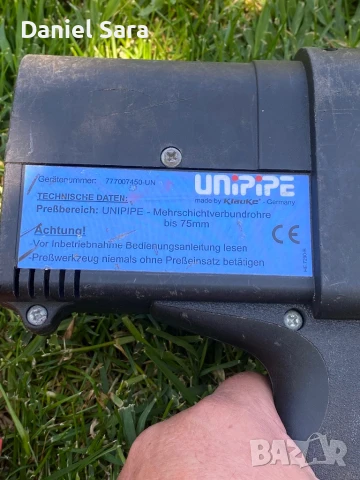 Daniel Sara
Gerätenummer: 777007450-UN
UNIPIPE
made by Klauke® - Germany
TECHNISCHE DATEN:
Preßbereich: UNIPIPE - Mehrschichtverbundrohre
bis 75mm
Achtung!
-Vor Inbetriebnahme Bedienungsanleitung lesen
-Preßwerkzeug niemals ohne Preßeinsatz betätigen
CE
BAZAR